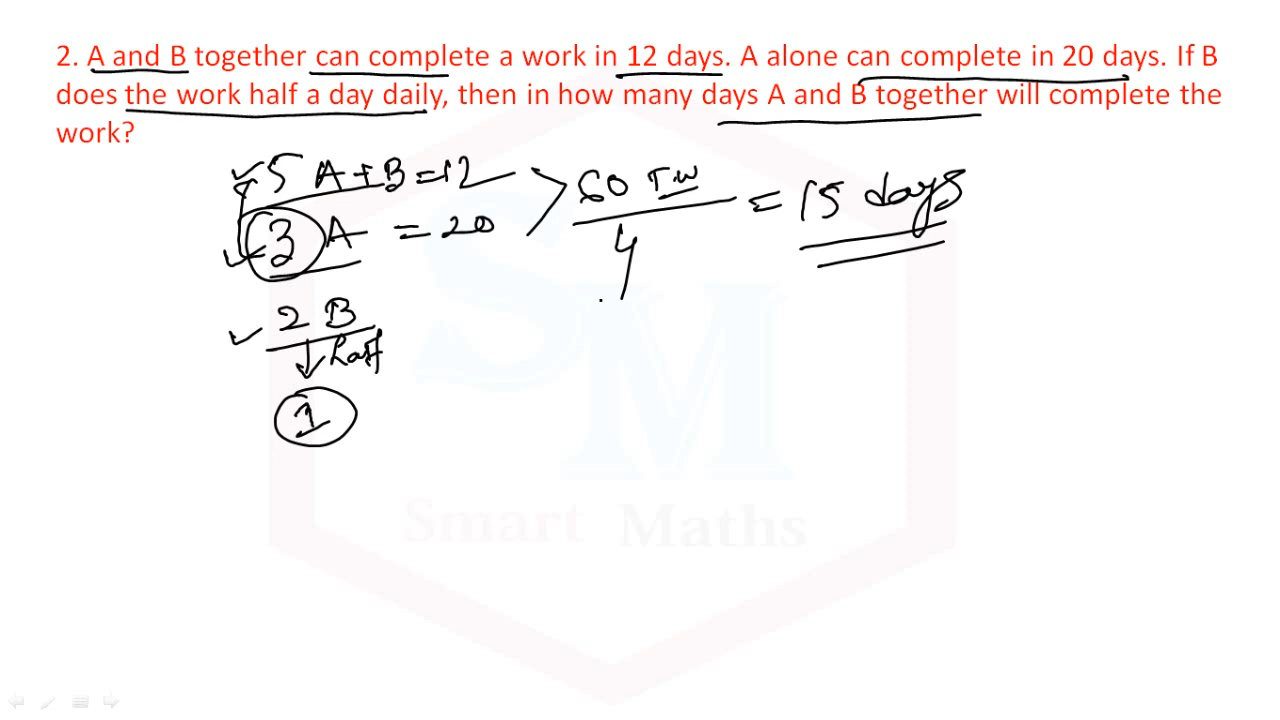 2. A and B together can complete a work in 12 days. A alone can complete in 20 days. If B
does the work half a day daily, then in how many days A and B together will complete the
work?
5 A+B=12
60 T.W
= 15 days
3 A = 20
4
2 B
half
1
SM
Smart Maths